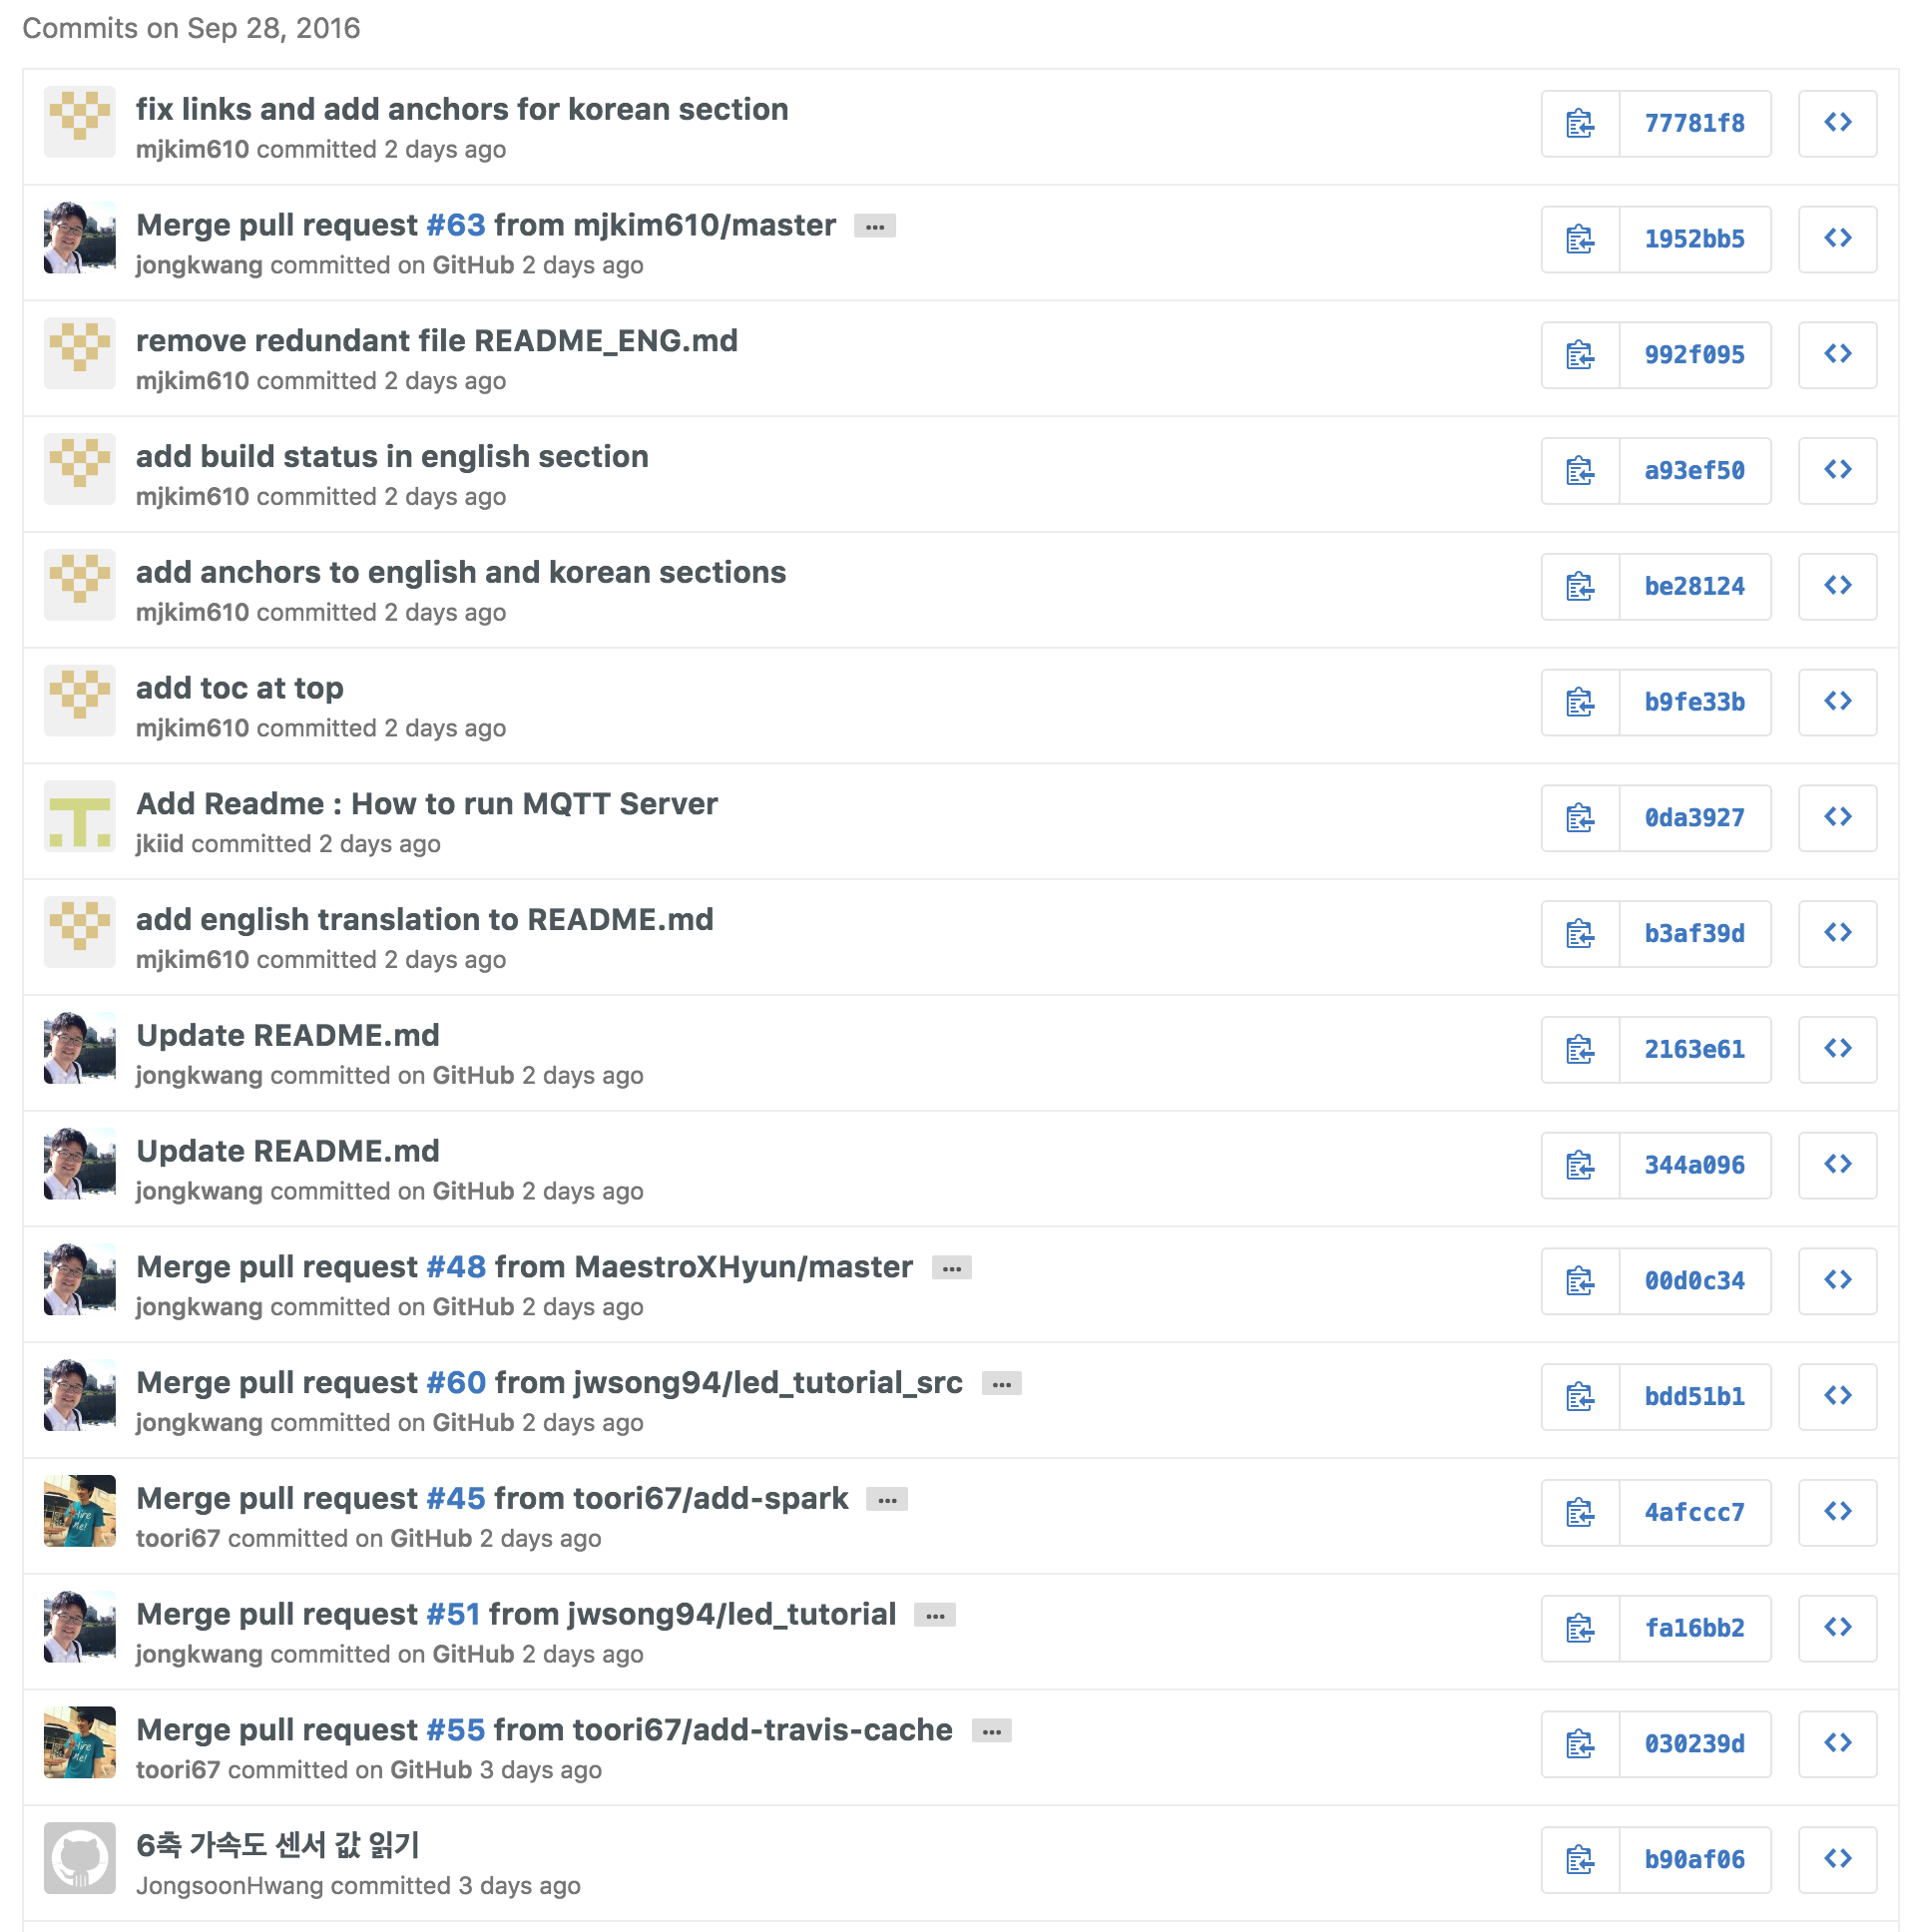 Commits on Sep 28, 2016
fix links and add anchors for korean section
mjkim610 committed 2 days ago
77781f8
Merge pull request #63 from mjkim610/master …
jongkwang committed on GitHub 2 days ago
1952bb5
remove redundant file README_ENG.md
mjkim610 committed 2 days ago
992f095
add build status in english section
mjkim610 committed 2 days ago
a93ef50
add anchors to english and korean sections
mjkim610 committed 2 days ago
be28124
add toc at top
mjkim610 committed 2 days ago
b9fe33b
Add Readme : How to run MQTT Server
jkiid committed 2 days ago
0da3927
add english translation to README.md
mjkim610 committed 2 days ago
b3af39d
Update README.md
jongkwang committed on GitHub 2 days ago
2163e61
Update README.md
jongkwang committed on GitHub 2 days ago
344a096
Merge pull request #48 from MaestroXHyun/master …
jongkwang committed on GitHub 2 days ago
00d0c34
Merge pull request #60 from jwsong94/led_tutorial_src …
jongkwang committed on GitHub 2 days ago
bdd51b1
Merge pull request #45 from toori67/add-spark …
toori67 committed on GitHub 2 days ago
4afccc7
Merge pull request #51 from jwsong94/led_tutorial …
jongkwang committed on GitHub 2 days ago
fa16bb2
Merge pull request #55 from toori67/add-travis-cache …
toori67 committed on GitHub 3 days ago
030239d
6축 가속도 센서 값 읽기
JongsoonHwang committed 3 days ago
b90af06